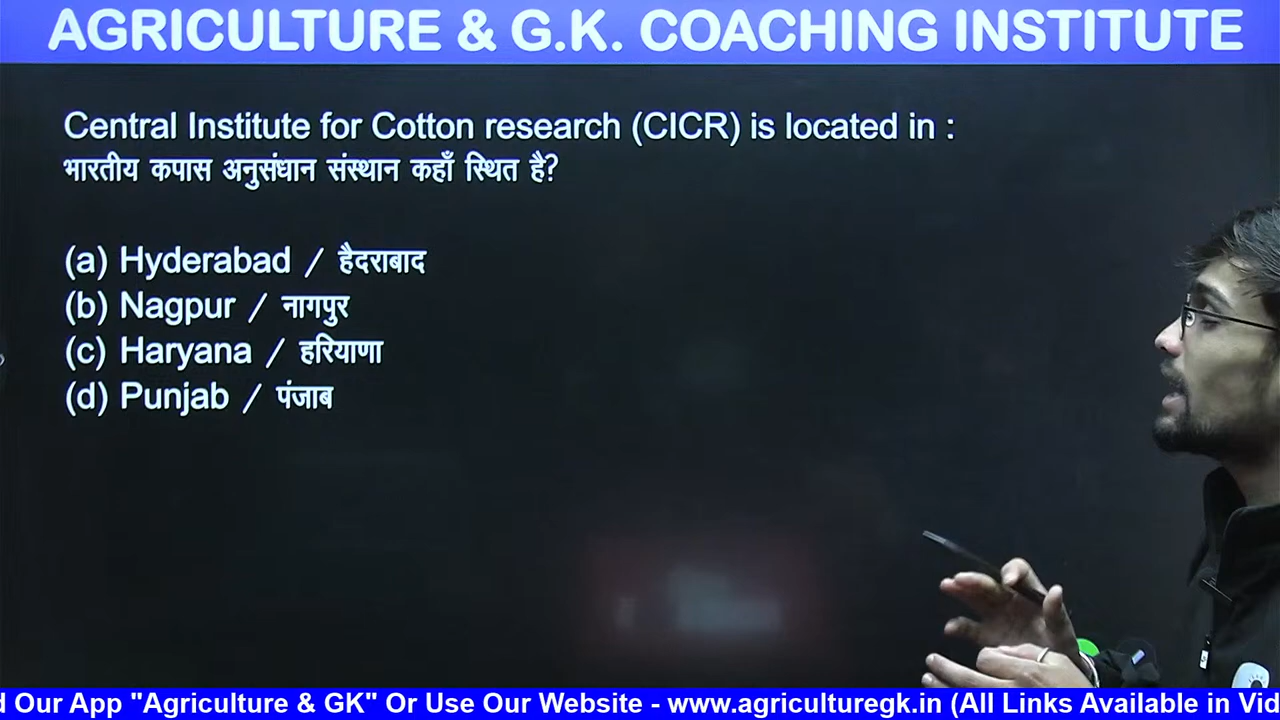 AGRICULTURE & G.K. COACHING INSTITUTE
Central Institute for Cotton research (CICR) is located in :
भारतीय कपास अनुसंधान संस्थान कहाँ स्थित है?
(a) Hyderabad / हैदराबाद
(b) Nagpur / नागपुर
(c) Haryana / हरियाणा
(d) Punjab / पंजाब
Our App "Agriculture & GK" Or Use Our Website - www.agriculturegk.in (All Links Available in